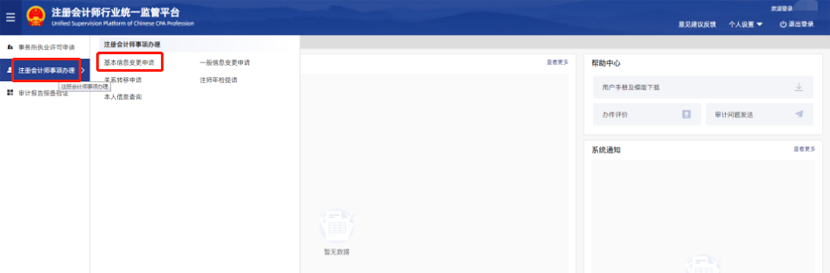 欢迎登录
注册会计师行业统一监管平台
Unified Supervision Platform of Chinese CPA Profession
意见建议反馈 个人设置 退出登录
事务所执业许可申请
注册会计师事项办理
注册会计师事项办理
审计报告报备验证
注册会计师事项办理
基本信息变更申请 一般信息变更申请
关系转移申请 注师年检提请
本人信息查询
查看更多
暂无数据
帮助中心
用户手册及模版下载
办件评价 审计问题发送
系统通知 查看更多